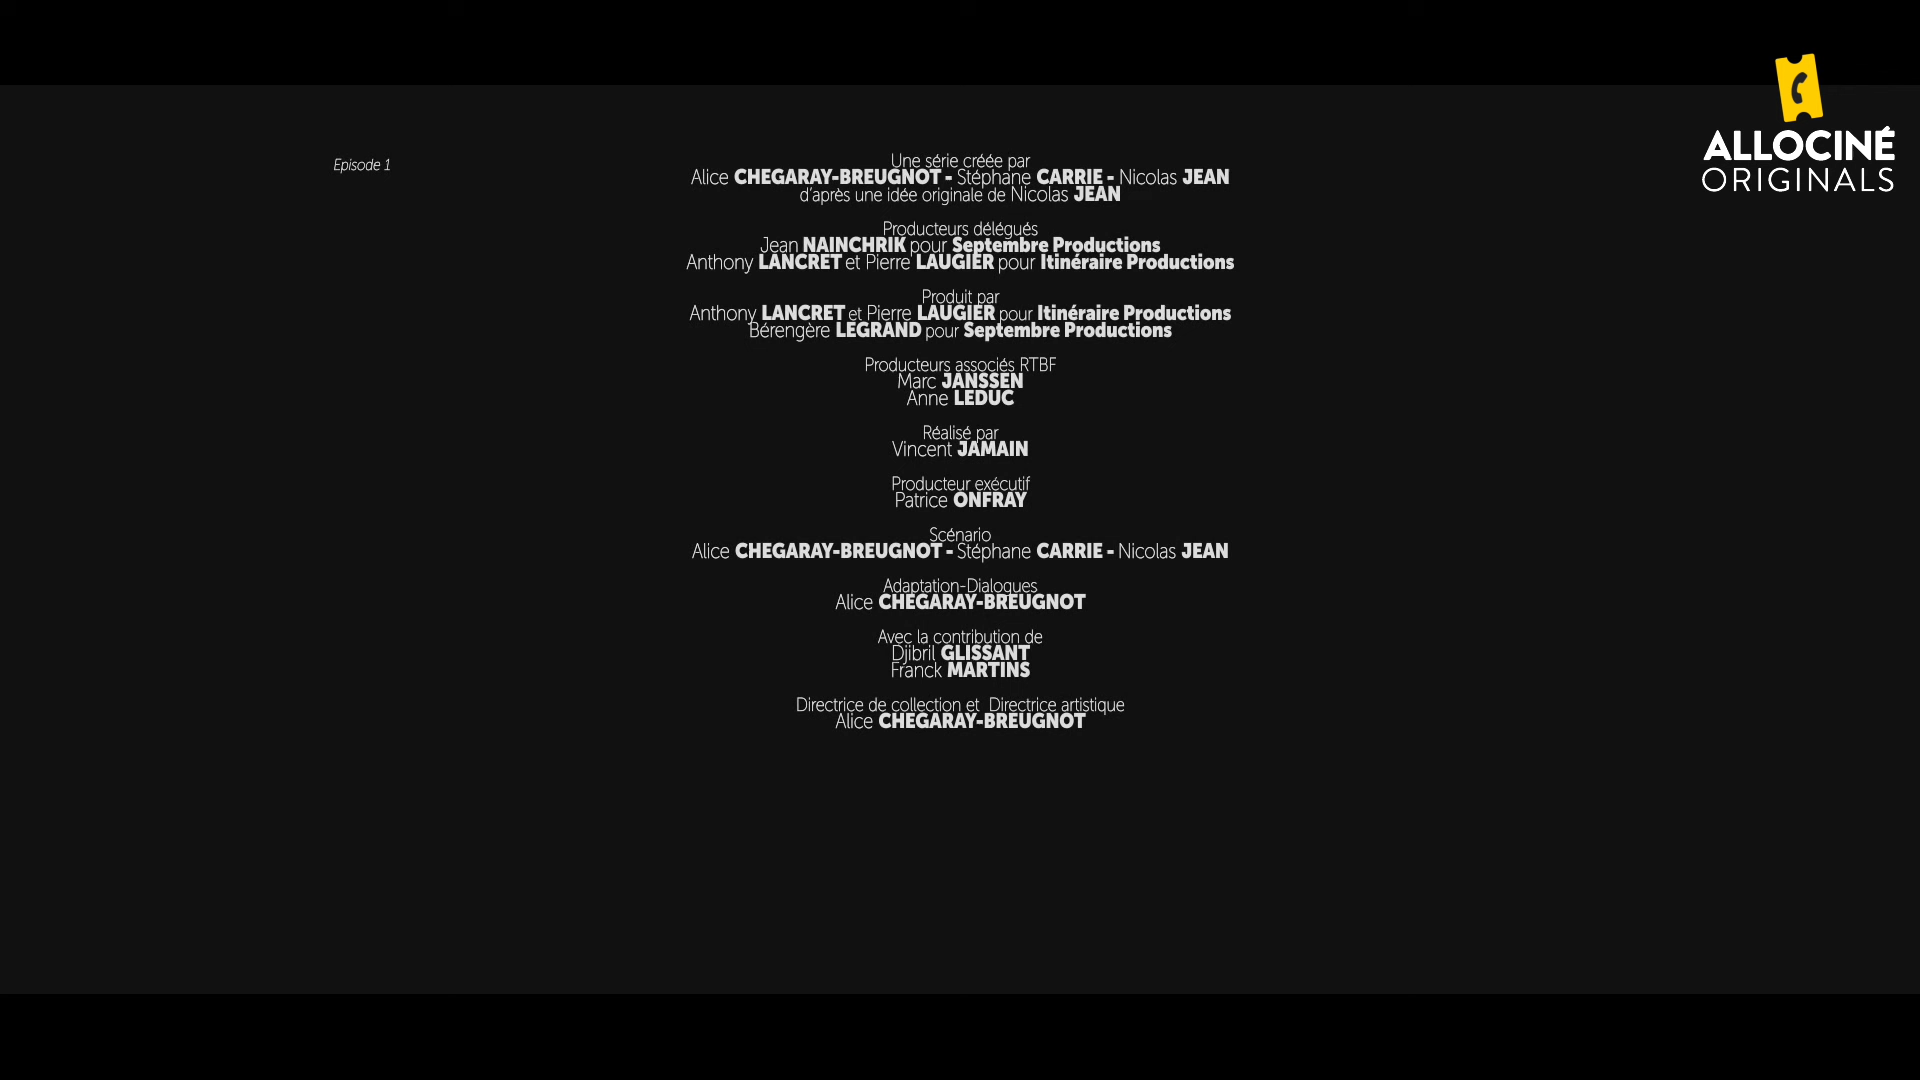 Episode 1
Une série créée par
Alice CHEGARAY-BREUGNOT - Stéphane CARRIE - Nicolas JEAN
d'après une idée originale de Nicolas JEAN
Producteurs délégués
Jean NAINCHRIK pour Septembre Productions
Anthony LANCRET et Pierre LAUGIER pour Itinéraire Productions
Produit par
Anthony LANCRET et Pierre LAUGIER pour Itinéraire Productions
Bérengère LEGRAND pour Septembre Productions
Producteurs associés RTBF
Marc JANSSEN
Anne LEDUC
Réalisé par
Vincent JAMAIN
Producteur exécutif
Patrice ONFRAY
Scénario
Alice CHEGARAY-BREUGNOT - Stéphane CARRIE - Nicolas JEAN
Adaptation-Dialogues
Alice CHEGARAY-BREUGNOT
Avec la contribution de
Djibril GLISSANT
Franck MARTINS
Directrice de collection et Directrice artistique
Alice CHEGARAY-BREUGNOT
ALLOCINÉ
ORIGINALS